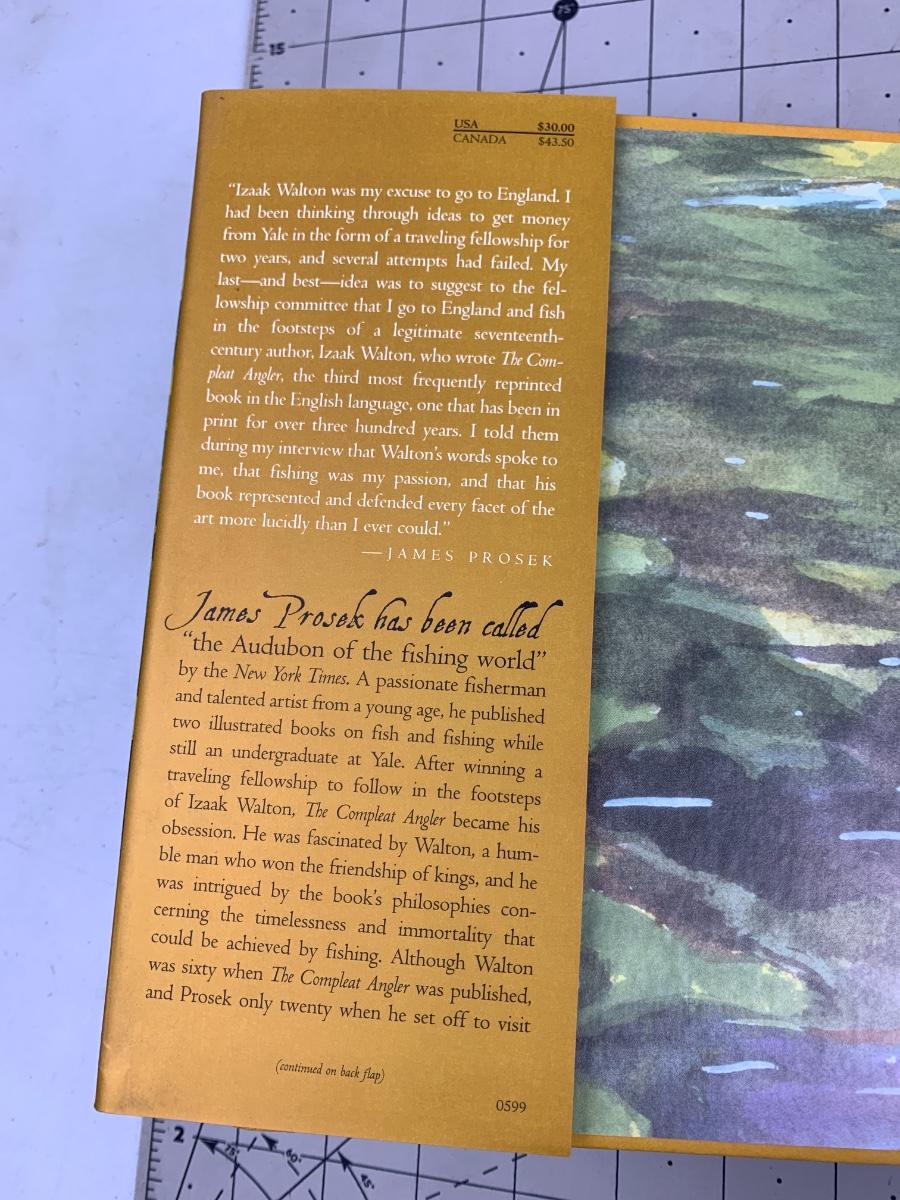 15
75°
USA $30.00
CANADA $43.50
“Izaak Walton was my excuse to go to England. I
had been thinking through ideas to get money
from Yale in the form of a traveling fellowship for
two years, and several attempts had failed. My
last—and best—idea was to suggest to the fel-
lowship committee that I go to England and fish
in the footsteps of a legitimate seventeenth-
century author, Izaak Walton, who wrote The Com-
pleat Angler, the third most frequently reprinted
book in the English language, one that has been in
print for over three hundred years. I told them
during my interview that Walton’s words spoke to
me, that fishing was my passion, and that his
book represented and defended every facet of the
art more lucidly than I ever could.”
—JAMES PROSEK
James Prosek has been called
“the Audubon of the fishing world”
by the New York Times. A passionate fisherman
and talented artist from a young age, he published
two illustrated books on fish and fishing while
still an undergraduate at Yale. After winning a
traveling fellowship to follow in the footsteps
of Izaak Walton, The Compleat Angler became his
obsession. He was fascinated by Walton, a hum-
ble man who won the friendship of kings, and he
was intrigued by the book’s philosophies con-
cerning the timelessness and immortality that
could be achieved by fishing. Although Walton
was sixty when The Compleat Angler was published,
and Prosek only twenty when he set off to visit
(continued on back flap)
0599
2
75°
60°
45°